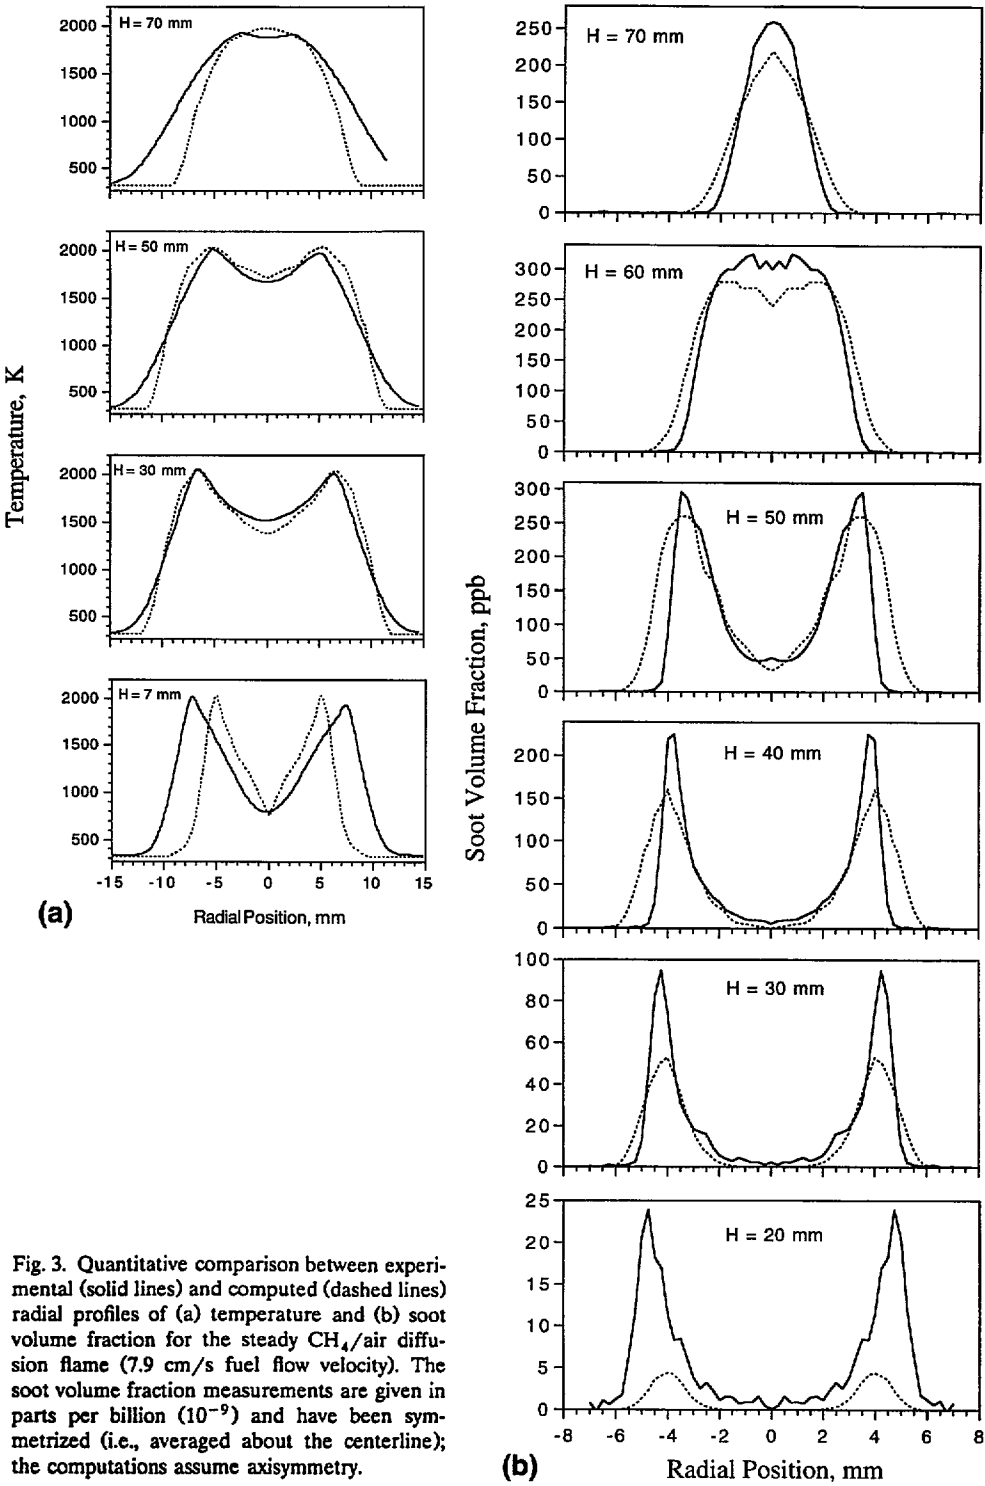 H = 70 mm
2000
1500
1000
500
H = 50 mm
2000
1500
1000
500
H = 30 mm
2000
1500
1000
500
H = 7 mm
2000
1500
1000
500
-15 -10 -5 0 5 10 15
Temperature, K
(a)
Radial Position, mm
H = 70 mm
250
200
150
100
50
0
H = 60 mm
300
250
200
150
100
50
0
H = 50 mm
300
250
200
150
100
50
0
H = 40 mm
200
150
100
50
0
H = 30 mm
100
80
60
40
20
0
H = 20 mm
25
20
15
10
5
0
-8 -6 -4 -2 0 2 4 6 8
Soot Volume Fraction, ppb
(b)
Radial Position, mm
Fig. 3. Quantitative comparison between experi-
mental (solid lines) and computed (dashed lines)
radial profiles of (a) temperature and (b) soot
volume fraction for the steady CH₄/air diffu-
sion flame (7.9 cm/s fuel flow velocity). The
soot volume fraction measurements are given in
parts per billion (10⁻⁹) and have been sym-
metrized (i.e., averaged about the centerline);
the computations assume axisymmetry.